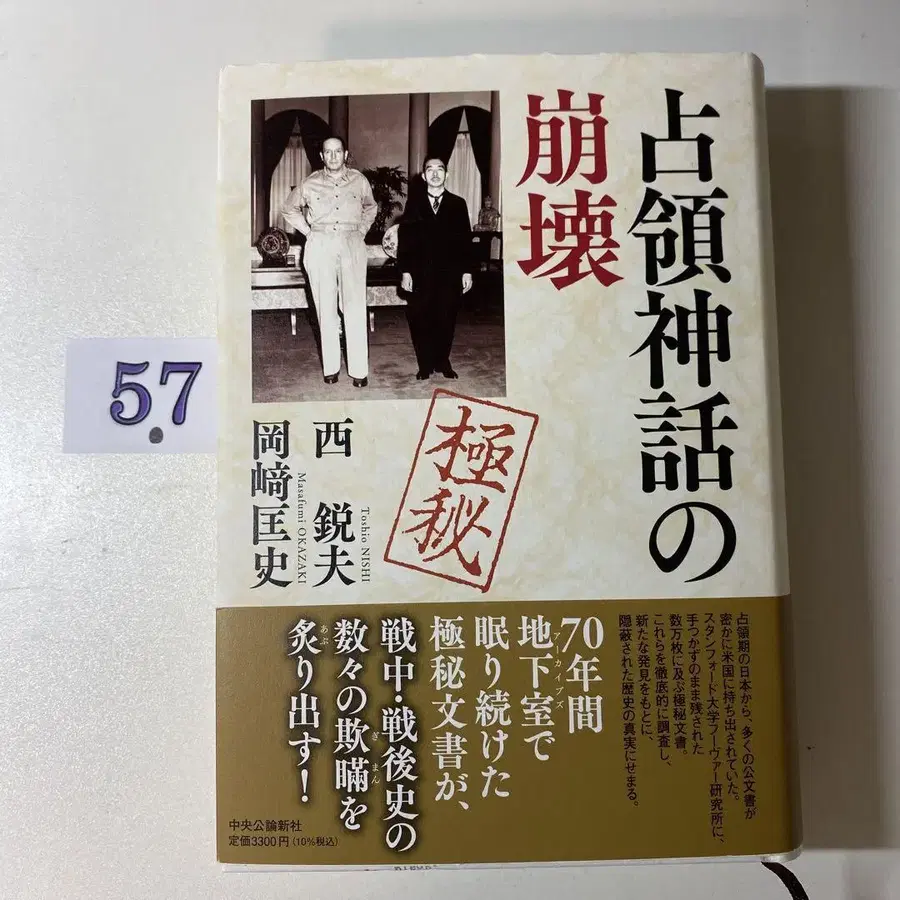 占領神話の
崩壊
極秘
西 鋭夫
Toshio NISHI
岡﨑匡史
Masafumi OKAZAKI
57
占領期の日本から、多くの公文書が
密かに米国に持ち出されていた。
スタンフォード大学フーヴァー研究所に、
手つかずのまま残された
数万枚に及ぶ極秘文書。
これらを徹底的に調査し、
新たな発見をもとに、
隠蔽された歴史の真実にせまる。
70年間
地下室で
アーカイブズ
眠り続けた
極秘文書が、
戦中・戦後史の
数々の欺瞞を
ぎまん
炙り出す!
あぶ
中央公論新社
定価3300円(10%税込)